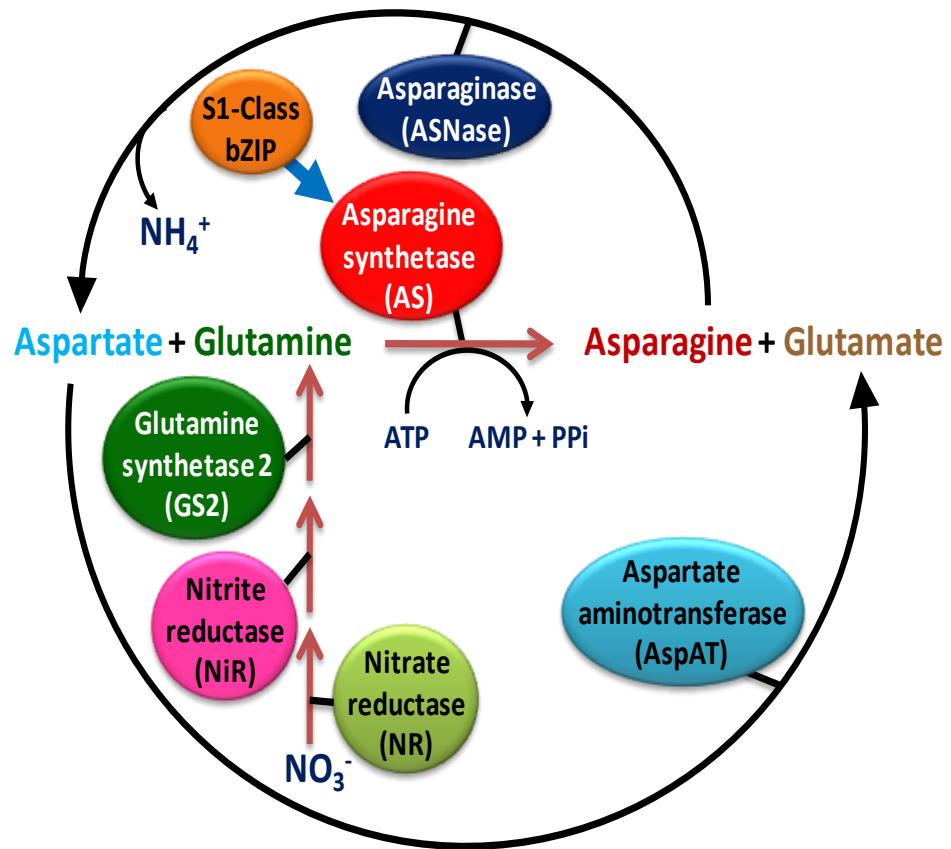 Asparaginase
(ASNase)
S1-Class
bZIP
NH₄⁺
Asparagine
synthetase
(AS)
Aspartate + Glutamine
Asparagine + Glutamate
ATP
AMP + PPi
Glutamine
synthetase 2
(GS2)
Nitrite
reductase
(NiR)
Aspartate
aminotransferase
(AspAT)
Nitrate
reductase
(NR)
NO₃⁻